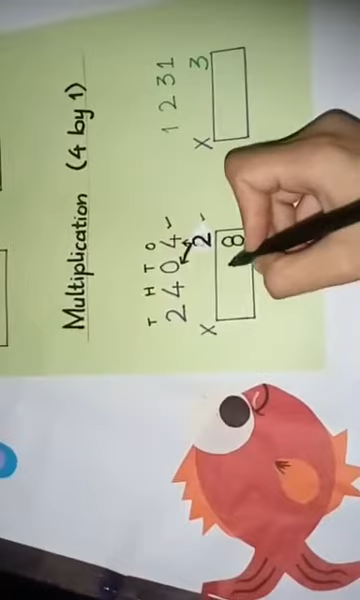 Multiplication (4 by 1)
T H T O
2 4 0 4
× 2
8
1 2 3 1
× 3